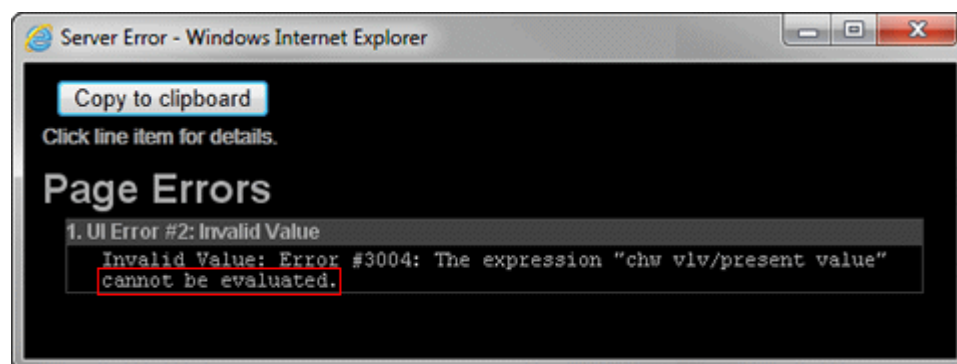 Server Error - Windows Internet Explorer
Copy to clipboard
Click line item for details.
Page Errors
1. UI Error #2: Invalid Value
Invalid Value: Error #3004: The expression "chw vlv/present value"
cannot be evaluated.